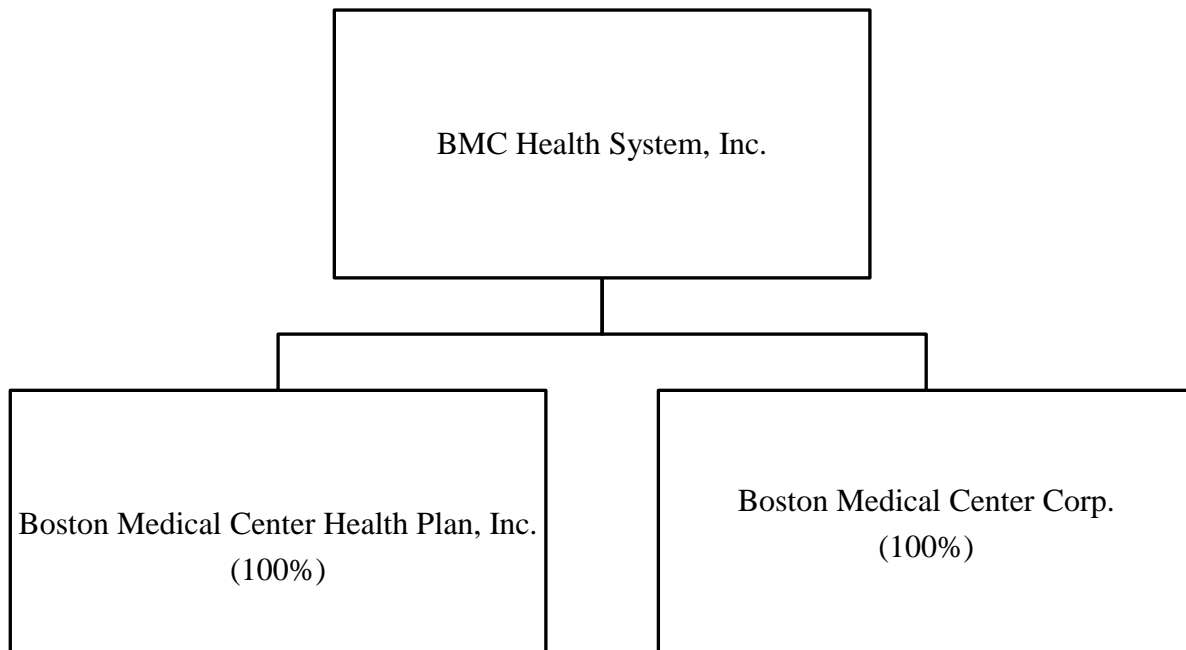 BMC Health System, Inc.
Boston Medical Center Health Plan, Inc.
(100%)
Boston Medical Center Corp.
(100%)